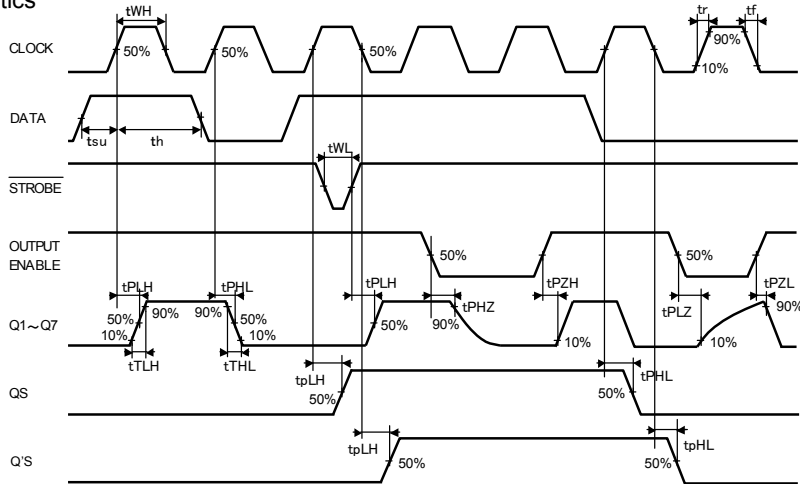 tics
tWH
tr
tf
CLOCK
50%
50%
50%
90%
10%
DATA
tsu
th
tWL
STROBE
OUTPUT
ENABLE
50%
50%
tPLH
tPHL
tPLH
tPHZ
tPZH
tPLZ
tPZL
Q1~Q7
50%
10%
90%
90%
50%
10%
50%
90%
10%
10%
90%
tTLH
tTHL
tpLH
tPHL
QS
50%
50%
tpLH
tpHL
Q'S
50%
50%